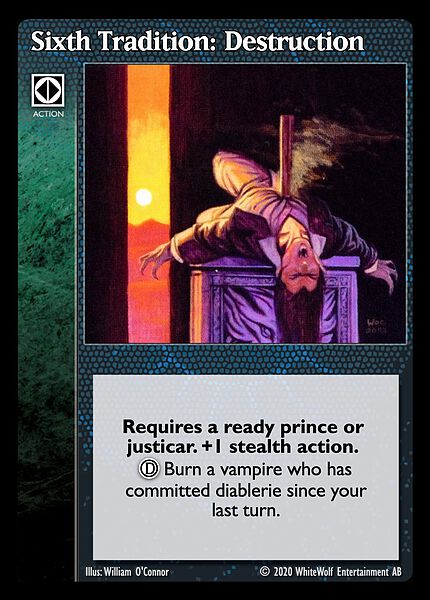 Sixth Tradition: Destruction
ACTION
Woc
Requires a ready prince or
justicar. +1 stealth action.
Ⓓ Burn a vampire who has
committed diablerie since your
last turn.
Illus: William O'Connor
© 2020 WhiteWolf Entertainment AB